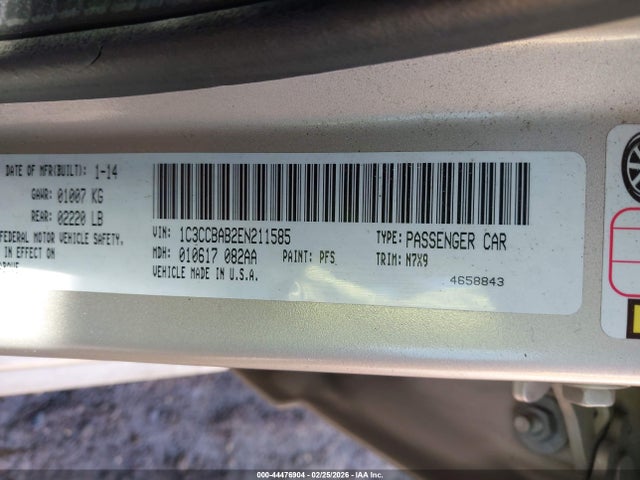 DATE OF MFR(BUILT): 1-14
GAWR: 01007 KG
REAR: 02220 LB
FEDERAL MOTOR VEHICLE SAFETY,
IN EFFECT ON
ABOVE.
VIN: 1C3CCBAB2EN211585 TYPE: PASSENGER CAR
MDH: 010617 082AA PAINT: PFS TRIM: N7X9
VEHICLE MADE IN U.S.A.
4658843
000-44476904 - 02/25/2026 - IAA Inc.